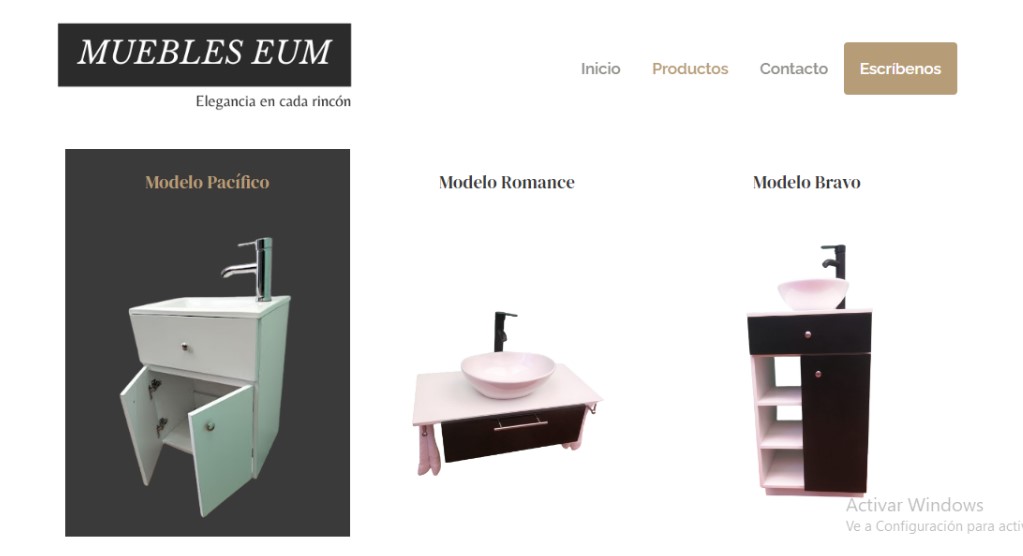 MUEBLES EUM
Elegancia en cada rincón
Inicio Productos Contacto Escríbenos
Modelo Pacífico Modelo Romance Modelo Bravo
Activar Windows
Ve a Configuración para